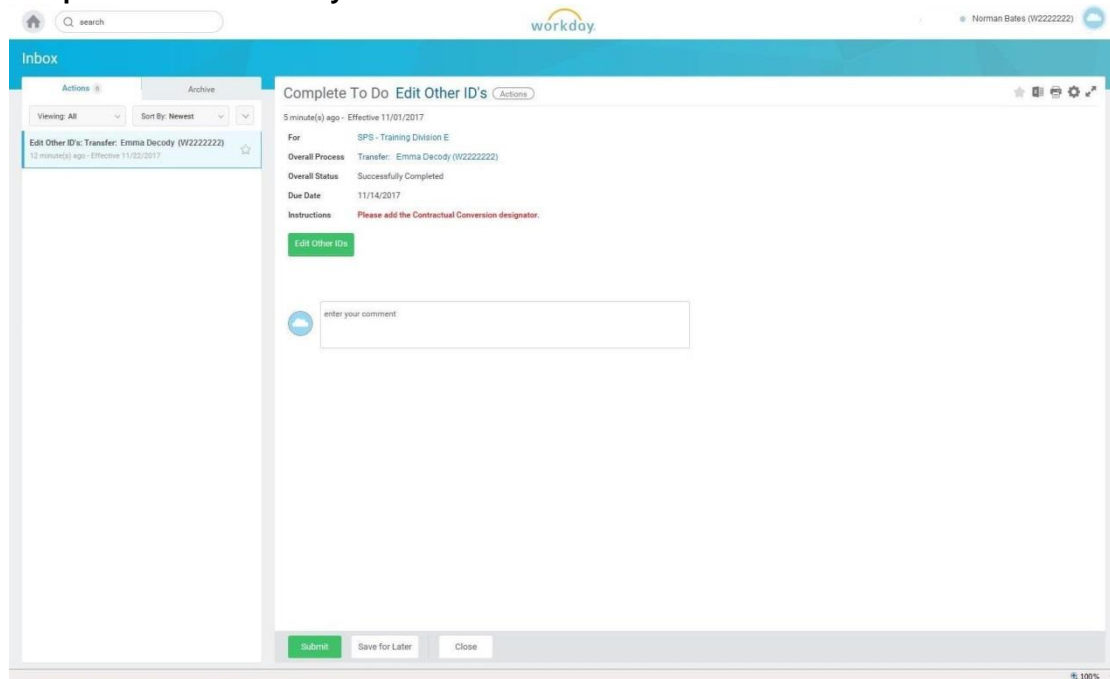 search
workday.
Norman Bates (W2222222)
Inbox
Actions 6
Archive
Viewing: All
Sort By: Newest
Edit Other ID's: Transfer: Emma Decody (W2222222)
12 minute(s) ago - Effective 11/22/2017
Complete To Do Edit Other ID's Actions
5 minute(s) ago - Effective 11/01/2017
For SPS - Training Division E
Overall Process Transfer: Emma Decody (W2222222)
Overall Status Successfully Completed
Due Date 11/14/2017
Instructions Please add the Contractual Conversion designator.
Edit Other IDs
enter your comment
Submit
Save for Later
Close
100%